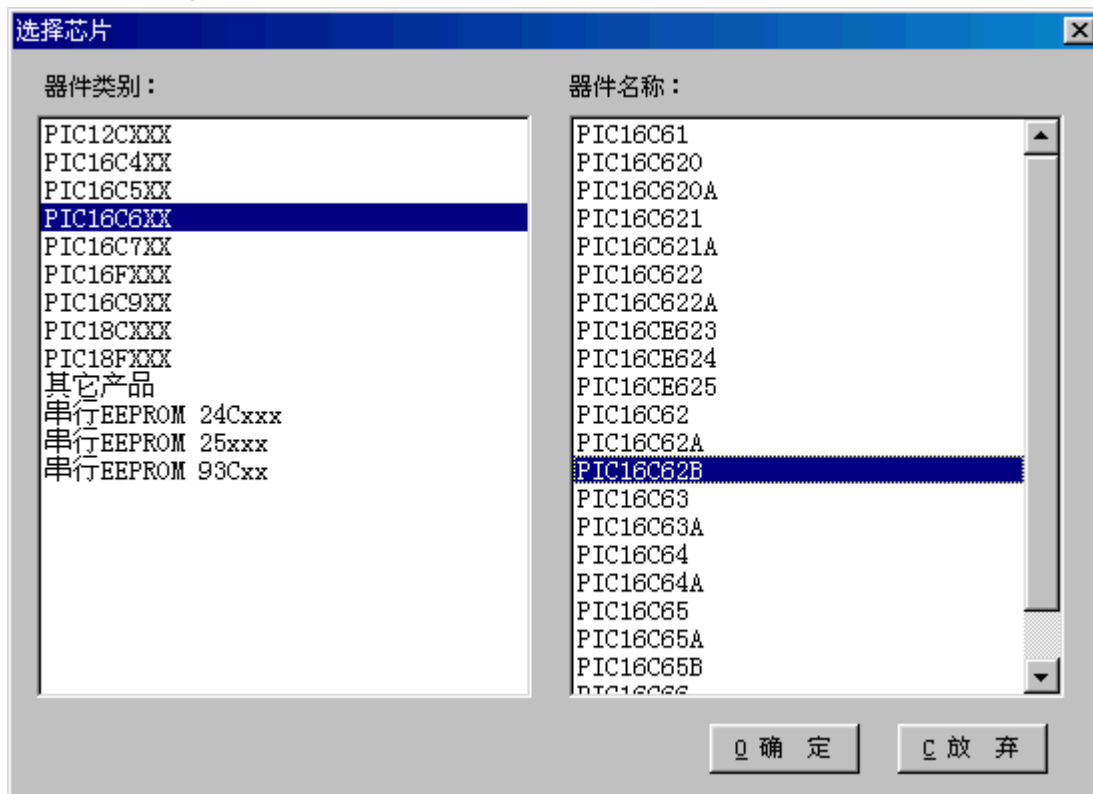 选择芯片
器件类别：
PIC12CXXX
PIC16C4XX
PIC16C5XX
PIC16C6XX
PIC16C7XX
PIC16FXXX
PIC16C9XX
PIC18CXXX
PIC18FXXX
其它产品
串行EEPROM 24Cxxx
串行EEPROM 25xxx
串行EEPROM 93Cxx
器件名称：
PIC16C61
PIC16C620
PIC16C620A
PIC16C621
PIC16C621A
PIC16C622
PIC16C622A
PIC16CE623
PIC16CE624
PIC16CE625
PIC16C62
PIC16C62A
PIC16C62B
PIC16C63
PIC16C63A
PIC16C64
PIC16C64A
PIC16C65
PIC16C65A
PIC16C65B
O 确 定
C 放 弃